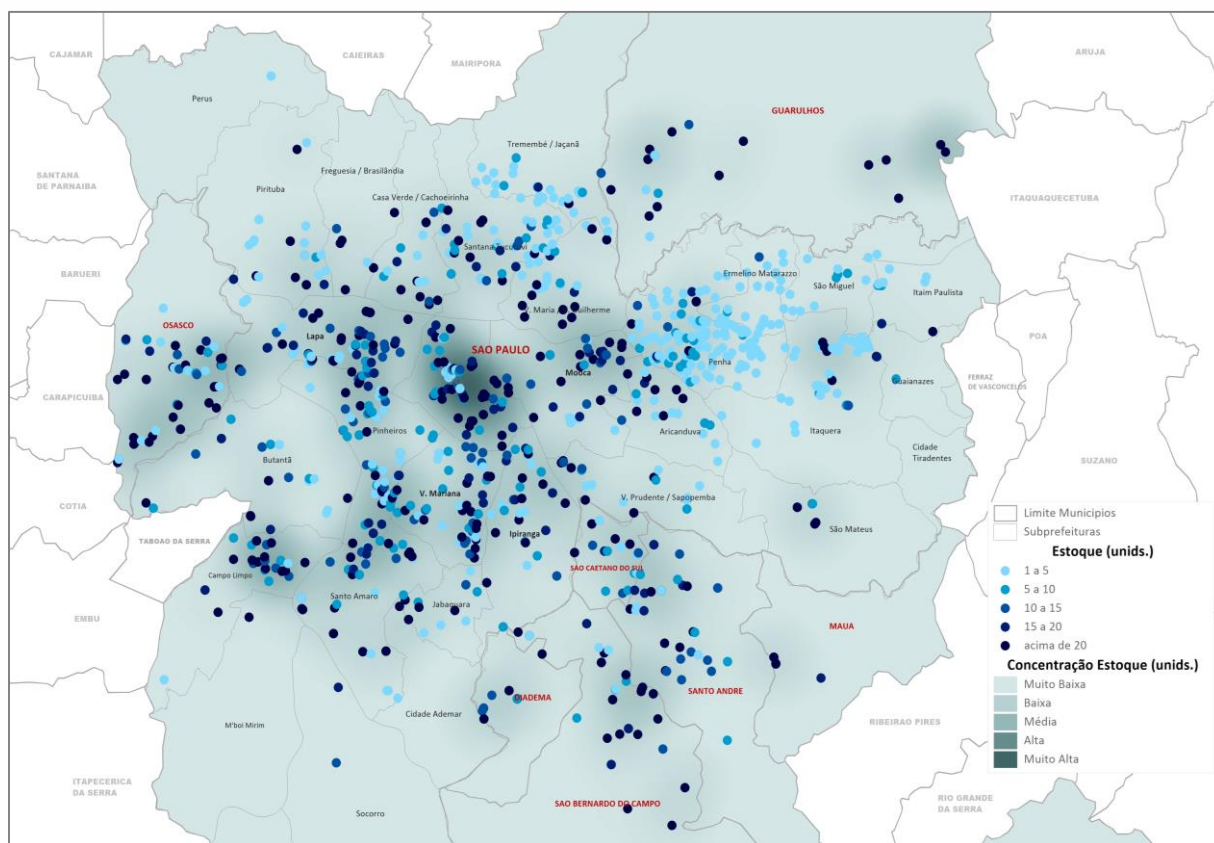 CAJAMAR
CAIEIRAS
MAIRIPORA
ARUJA
Perus
GUARULHOS
Tremembé / Jaçanã
SANTANA
DE PARNAIBA
Freguesia / Brasilândia
Pirituba
Casa Verde / Cachoeirinha
ITAQUAQUECETUBA
Santana
BARUERI
Ermelino Matarazzo
São Miguel
Itaim Paulista
OSASCO
Lapa
SAO PAULO
POA
Penha
Mooca
Guaianazes
FERRAZ
DE VASCONCELOS
CARAPICUIBA
Pinheiros
Aricanduva
Itaquera
Cidade
Tiradentes
Butantã
SUZANO
COTIA
V. Mariana
V. Prudente / Sapopemba
São Mateus
TABOAO DA SERRA
Ipiranga
SAO CAETANO DO SUL
Campo Limpo
Santo Amaro
Jabaquara
EMBU
MAUA
SANTO ANDRE
DIADEMA
Cidade Ademar
M'boi Mirim
RIBEIRAO PIRES
ITAPECERICA
DA SERRA
SAO BERNARDO DO CAMPO
RIO GRANDE
DA SERRA
Socorro
Limite Municipios
Subprefeituras
Estoque (unids.)
1 a 5
5 a 10
10 a 15
15 a 20
acima de 20
Concentração Estoque (unids.)
Muito Baixa
Baixa
Média
Alta
Muito Alta